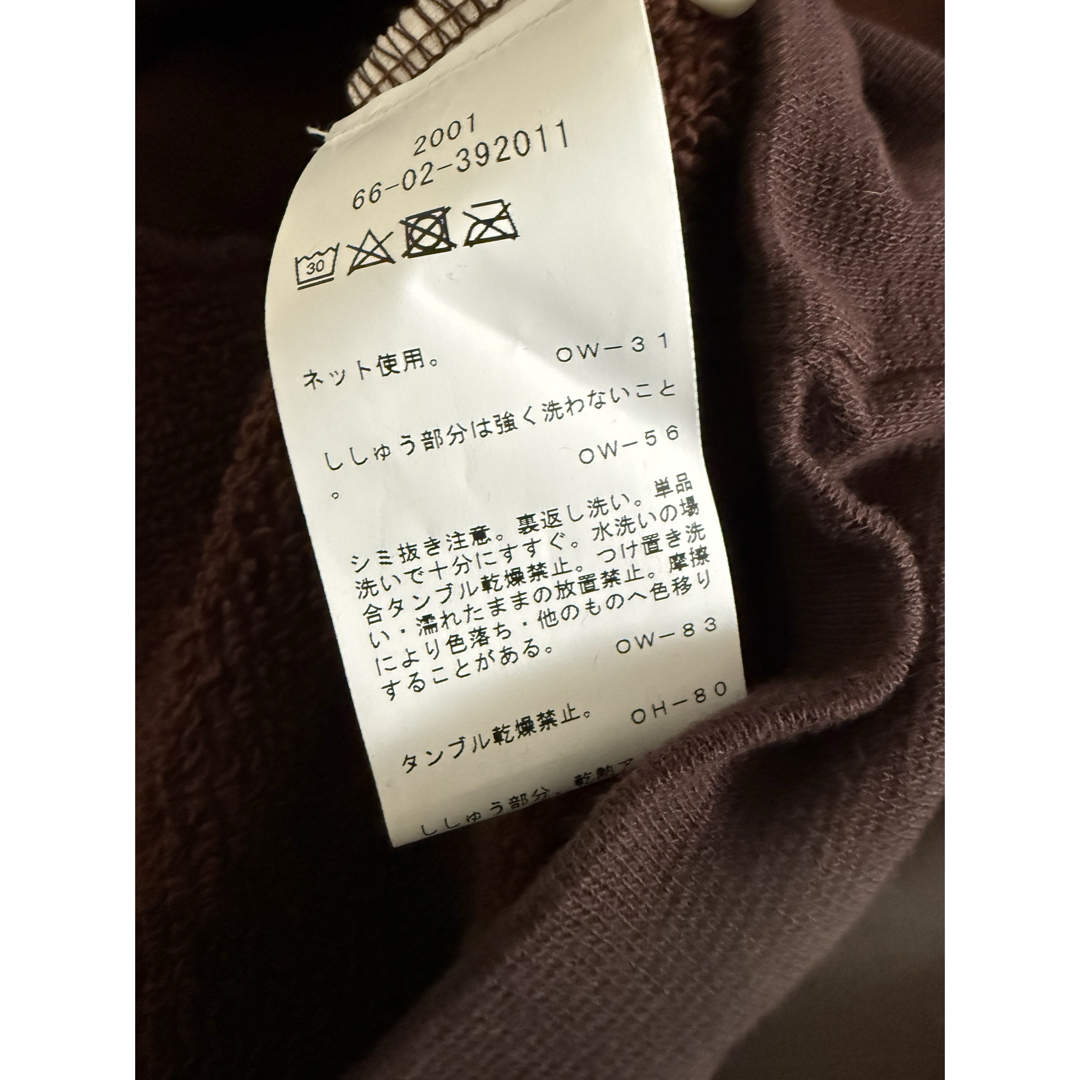 2001
66-02-392011
30
ネット使用。 OW-31
ししゅう部分は強く洗わないこと
。 OW-56
シミ抜き注意。裏返し洗い。単品
洗いで十分にすすぐ。水洗いの場
合タンブル乾燥禁止。つけ置き洗
い・濡れたままの放置禁止。摩擦
により色落ち・他のものへ色移り
することがある。 OW-83
タンブル乾燥禁止。 OH-80
ししゅう部分、乾熱ア